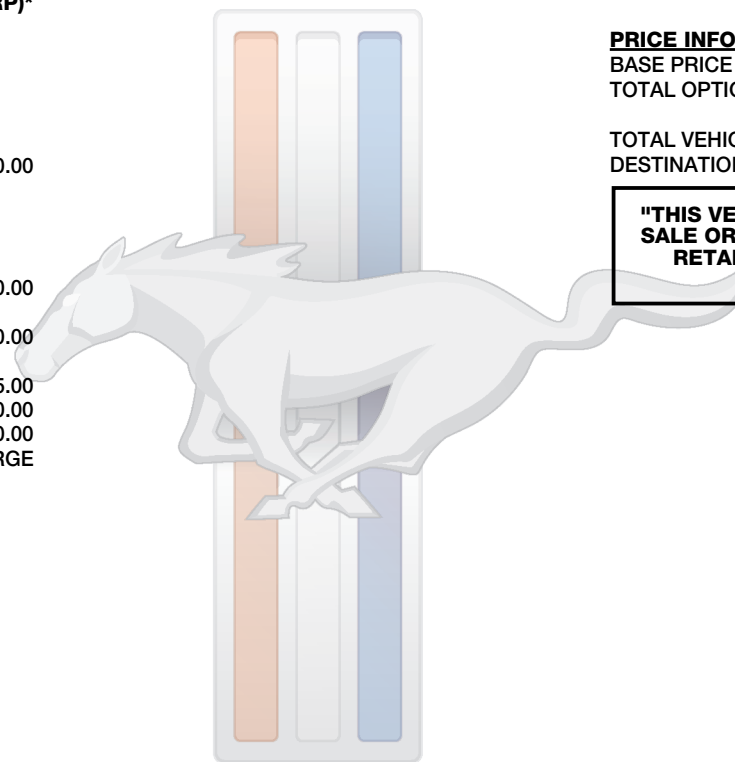 RP)*
0.00
0.00
0.00
5.00
0.00
0.00
RGE
PRICE INFO
BASE PRICE
TOTAL OPTIO
TOTAL VEHIC
DESTINATION
"THIS VE
SALE OR
RETAI